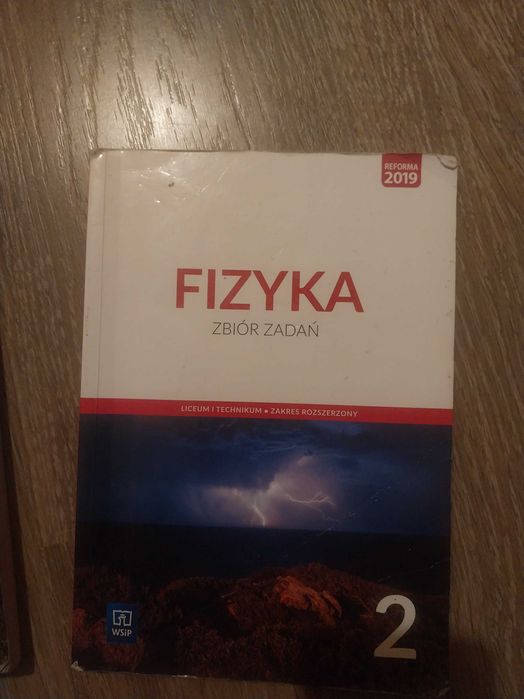 REFORMA
2019
FIZYKA
ZBIÓR ZADAŃ
LICEUM I TECHNIKUM • ZAKRES ROZSZERZONY
WSiP
2